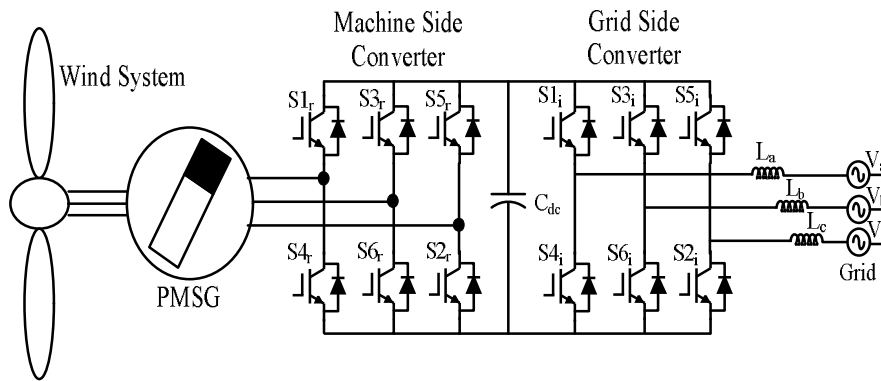 Machine Side
Converter
Grid Side
Converter
Wind System
S1r
S3r
S5r
S1i
S3i
S5i
La
Lb
Lc
V
V
Cdc
S4r
S6r
S2r
S4i
S6i
S2i
Grid
PMSG